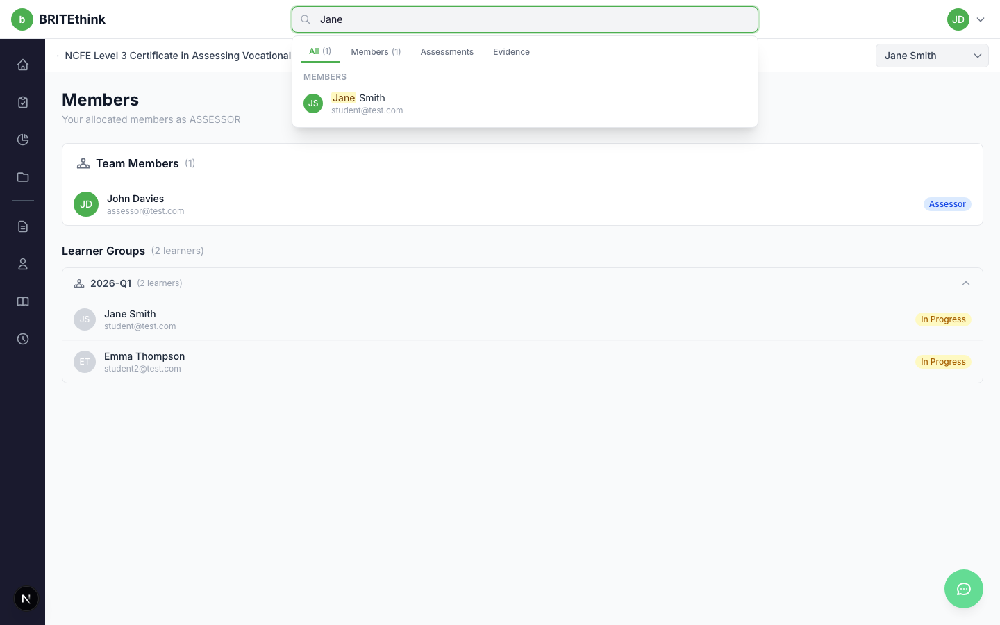 b BRITEthink
Jane
JD
· NCFE Level 3 Certificate in Assessing Vocational
All (1) Members (1) Assessments Evidence
Jane Smith
MEMBERS
JS Jane Smith
student@test.com
Members
Your allocated members as ASSESSOR
Team Members (1)
JD John Davies
assessor@test.com
Assessor
Learner Groups (2 learners)
2026-Q1 (2 learners)
JS Jane Smith
student@test.com
In Progress
ET Emma Thompson
student2@test.com
In Progress
N